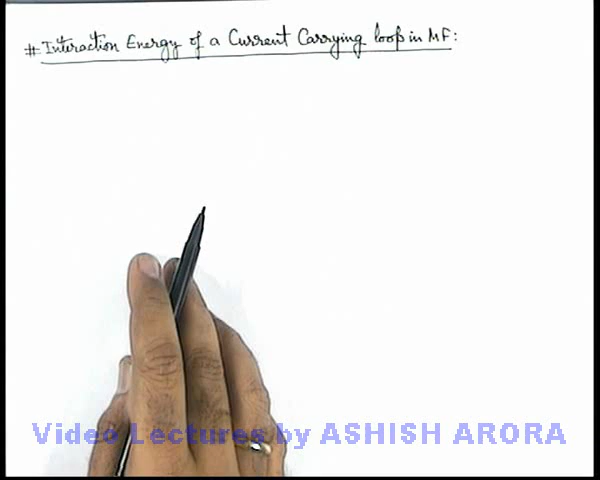 # Interaction Energy of a Current Carrying loop in MF:
Video Lectures by ASHISH ARORA